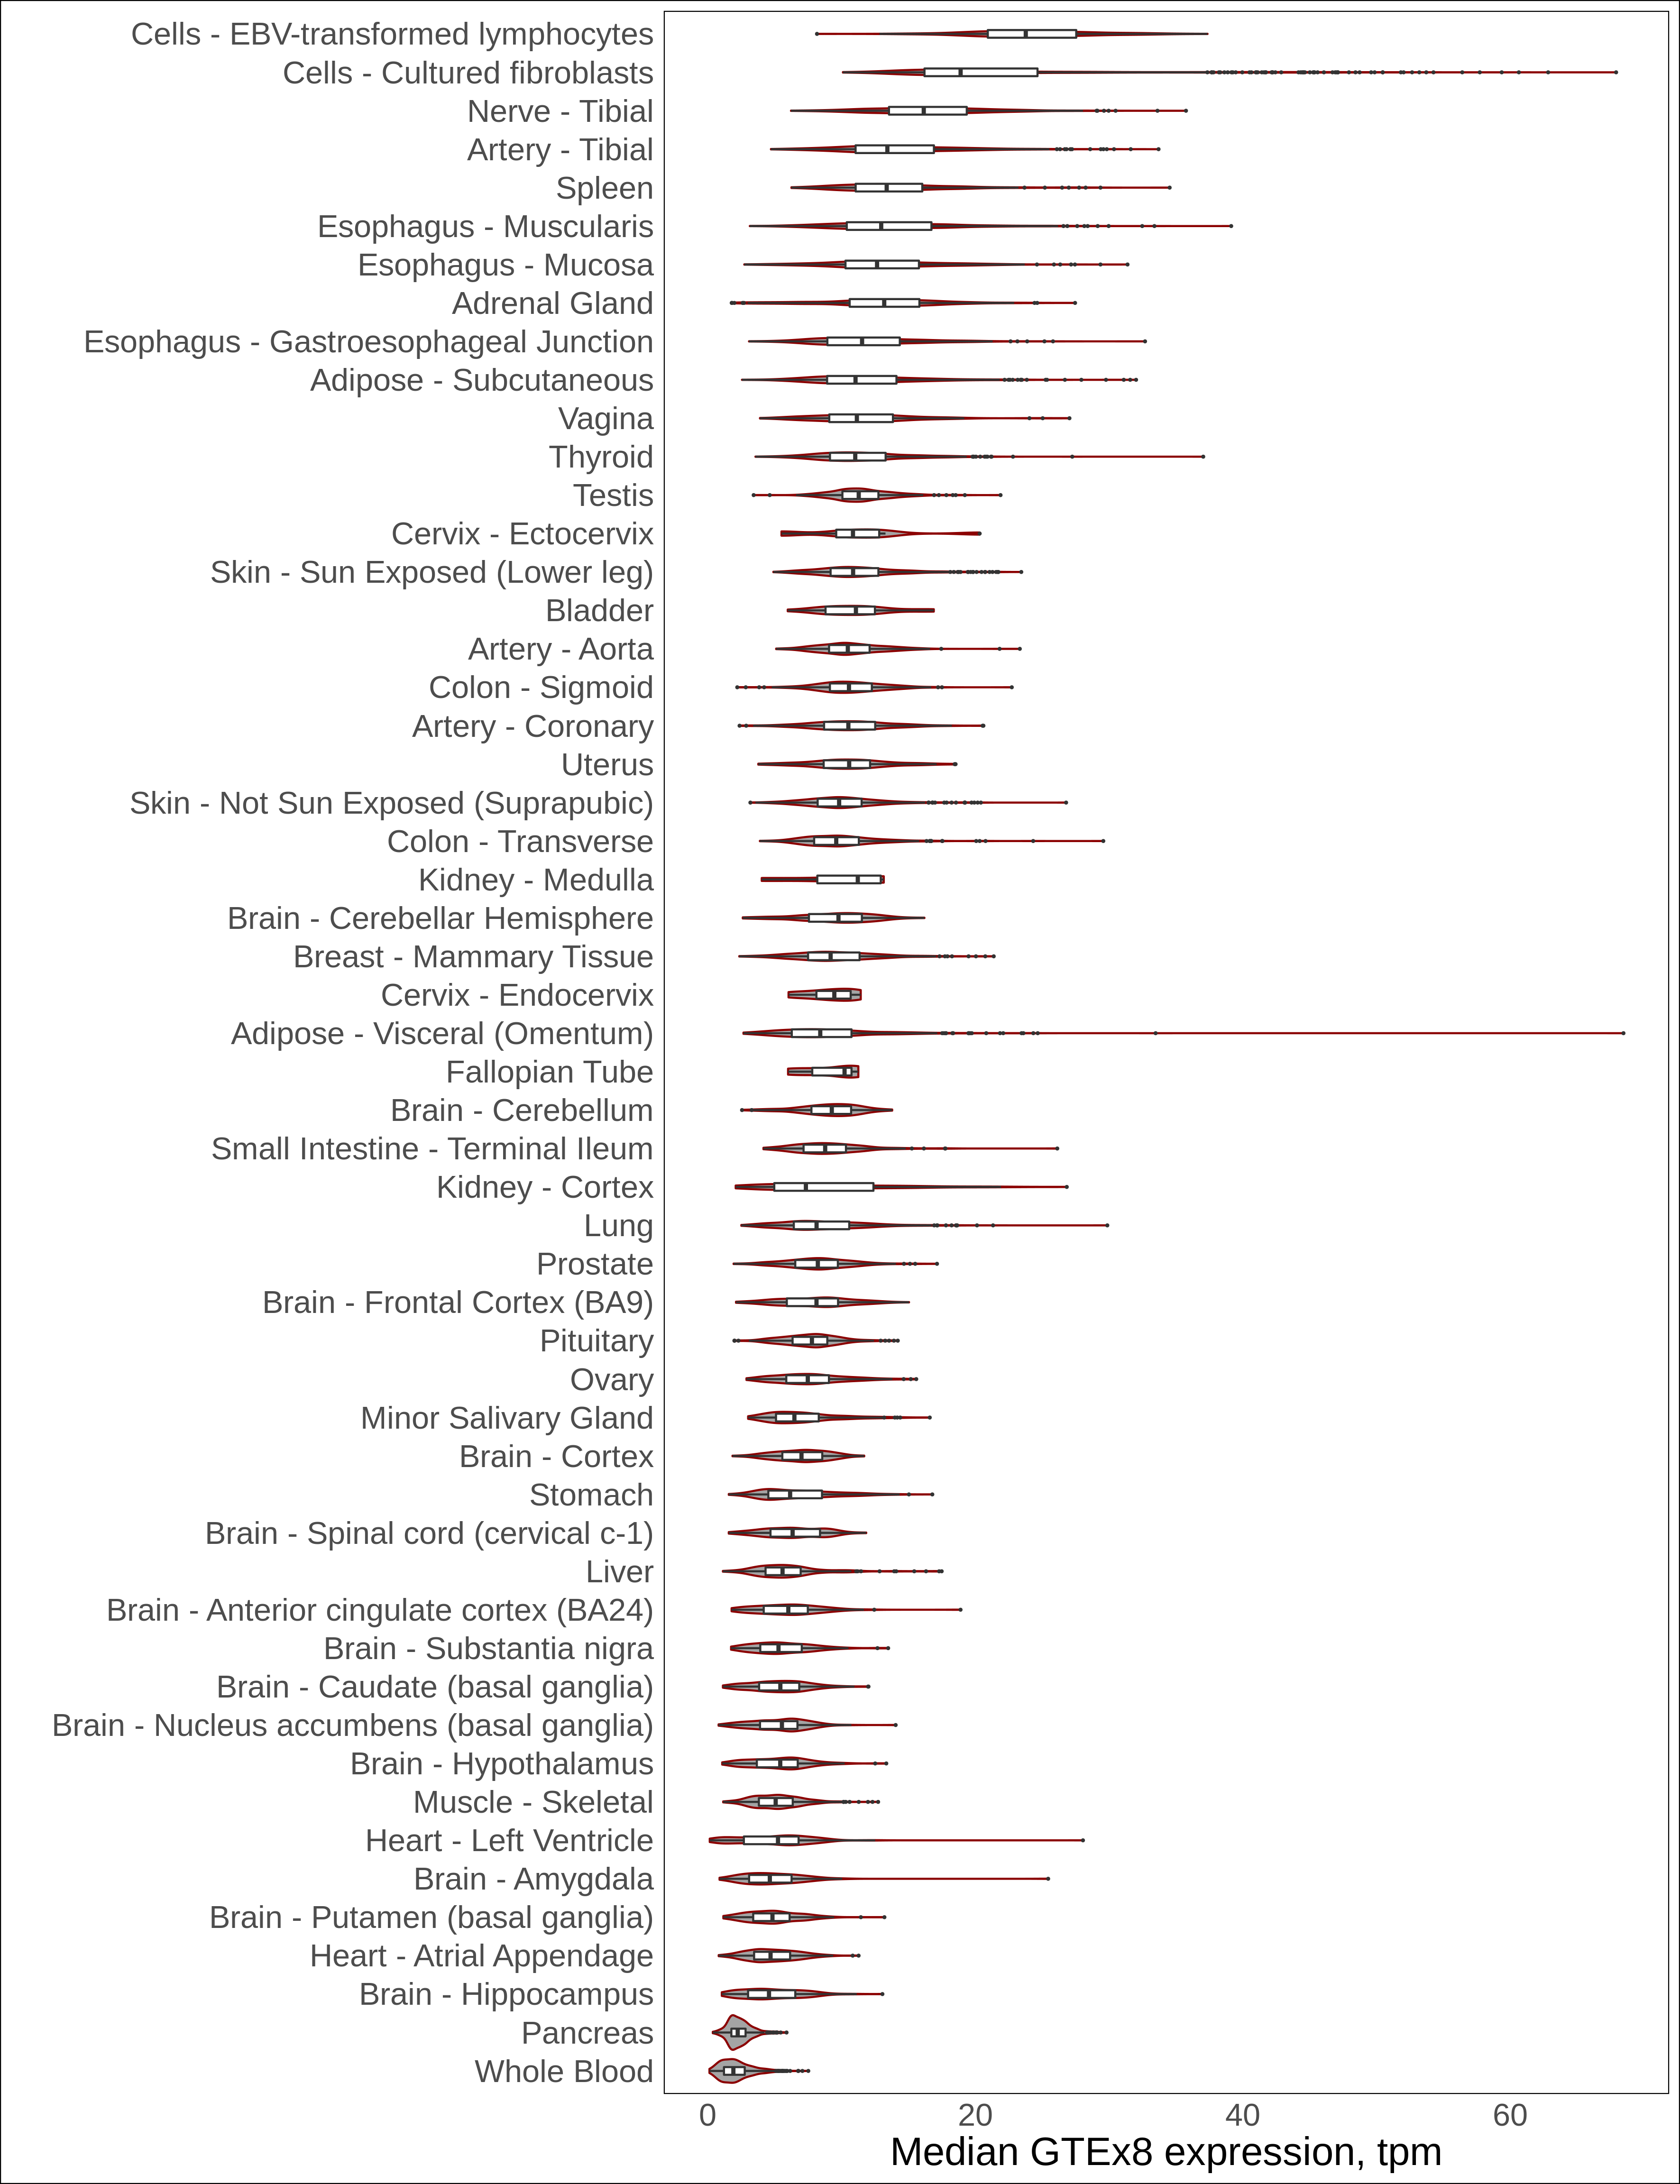 Cells - EBV-transformed lymphocytes
Cells - Cultured fibroblasts
Nerve - Tibial
Artery - Tibial
Spleen
Esophagus - Muscularis
Esophagus - Mucosa
Adrenal Gland
Esophagus - Gastroesophageal Junction
Adipose - Subcutaneous
Vagina
Thyroid
Testis
Cervix - Ectocervix
Skin - Sun Exposed (Lower leg)
Bladder
Artery - Aorta
Colon - Sigmoid
Artery - Coronary
Uterus
Skin - Not Sun Exposed (Suprapubic)
Colon - Transverse
Kidney - Medulla
Brain - Cerebellar Hemisphere
Breast - Mammary Tissue
Cervix - Endocervix
Adipose - Visceral (Omentum)
Fallopian Tube
Brain - Cerebellum
Small Intestine - Terminal Ileum
Kidney - Cortex
Lung
Prostate
Brain - Frontal Cortex (BA9)
Pituitary
Ovary
Minor Salivary Gland
Brain - Cortex
Stomach
Brain - Spinal cord (cervical c-1)
Liver
Brain - Anterior cingulate cortex (BA24)
Brain - Substantia nigra
Brain - Caudate (basal ganglia)
Brain - Nucleus accumbens (basal ganglia)
Brain - Hypothalamus
Muscle - Skeletal
Heart - Left Ventricle
Brain - Amygdala
Brain - Putamen (basal ganglia)
Heart - Atrial Appendage
Brain - Hippocampus
Pancreas
Whole Blood
0 20 40 60
Median GTEx8 expression, tpm